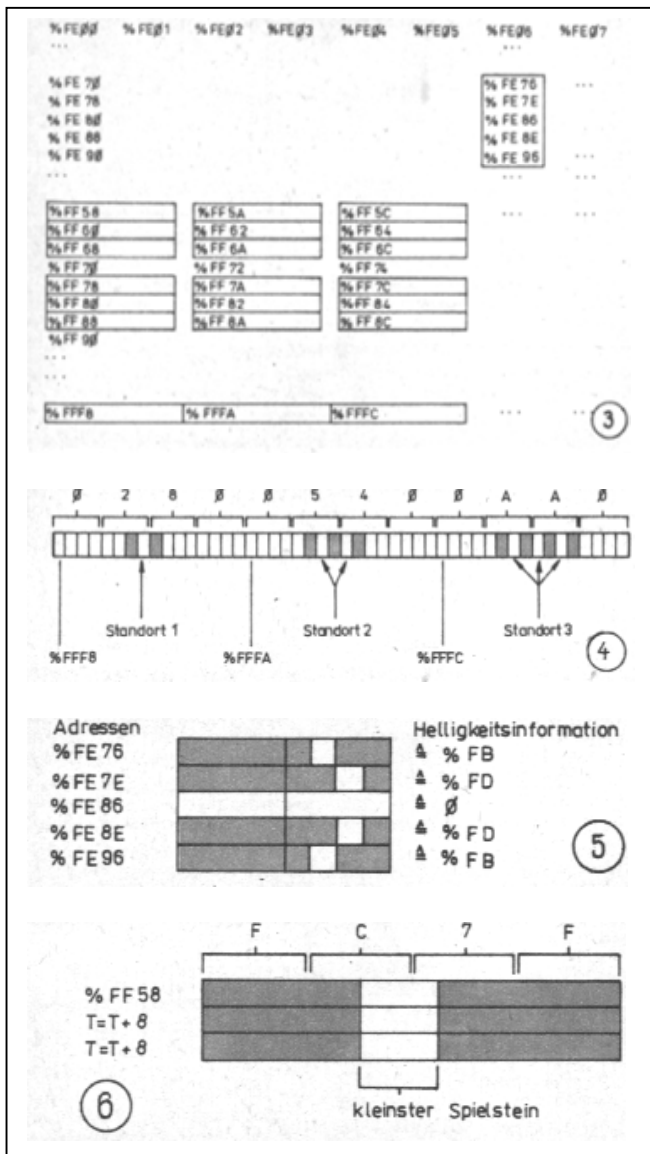 %FEØØ %FEØ1 %FEØ2 %FEØ3 %FEØ4 %FEØ5 %FEØ6 %FEØ7
... ...
%FE 7Ø %FE 76 ...
%FE 78 %FE 7E
%FE 8Ø %FE 86
%FE 88 %FE 8E
%FE 9Ø %FE 96 ...
... ... ...
%FF 58 %FF 5A %FF 5C ... ...
%FF 6Ø %FF 62 %FF 64
%FF 68 %FF 6A %FF 6C
%FF 7Ø %FF 72 %FF 74
%FF 78 %FF 7A %FF 7C
%FF 8Ø %FF 82 %FF 84
%FF 88 %FF 8A %FF 8C
%FF 9Ø
...
...
%FFF8 %FFFA %FFFC ... ...
3
Ø 2 8 Ø Ø 5 4 Ø Ø A A Ø
Standort 1 Standort 2 Standort 3
%FFF8 %FFFA %FFFC
4
Adressen Helligkeitsinformation
%FE 76 ≙ % FB
%FE 7E ≙ % FD
%FE 86 ≙ Ø
%FE 8E ≙ % FD
%FE 96 ≙ % FB
5
F C 7 F
% FF 58
T=T+8
T=T+8
kleinster Spielstein
6